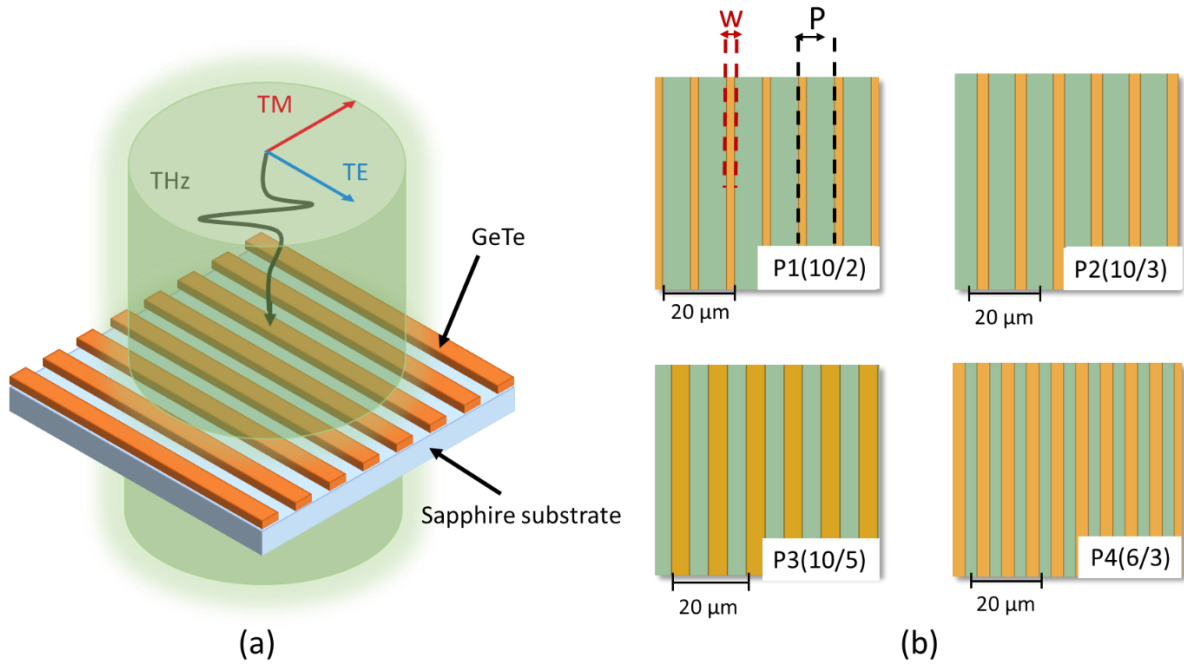 TM
TE
THz
GeTe
Sapphire substrate
(a)
W
P
P1(10/2)
20 µm
P2(10/3)
20 µm
P3(10/5)
20 µm
P4(6/3)
20 µm
(b)